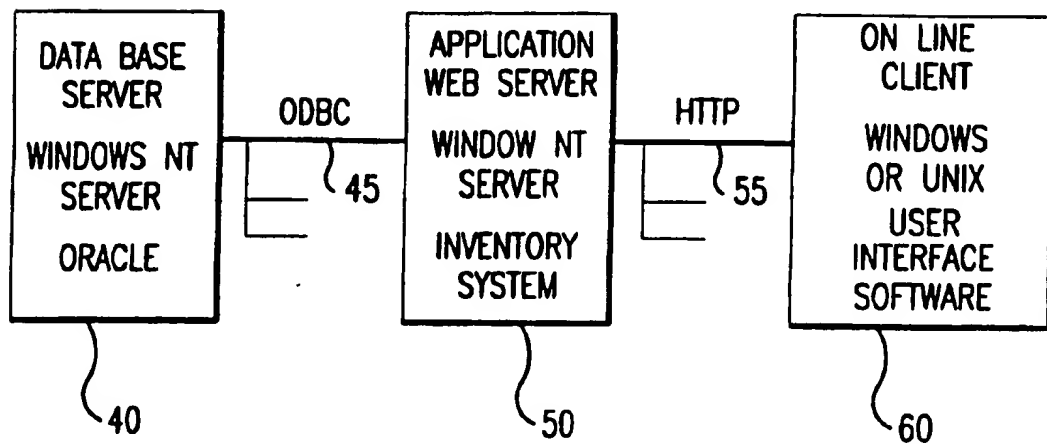 DATA BASE
SERVER
WINDOWS NT
SERVER
ORACLE
40
ODBC
45
APPLICATION
WEB SERVER
WINDOW NT
SERVER
INVENTORY
SYSTEM
50
HTTP
55
ON LINE
CLIENT
WINDOWS
OR UNIX
USER
INTERFACE
SOFTWARE
60